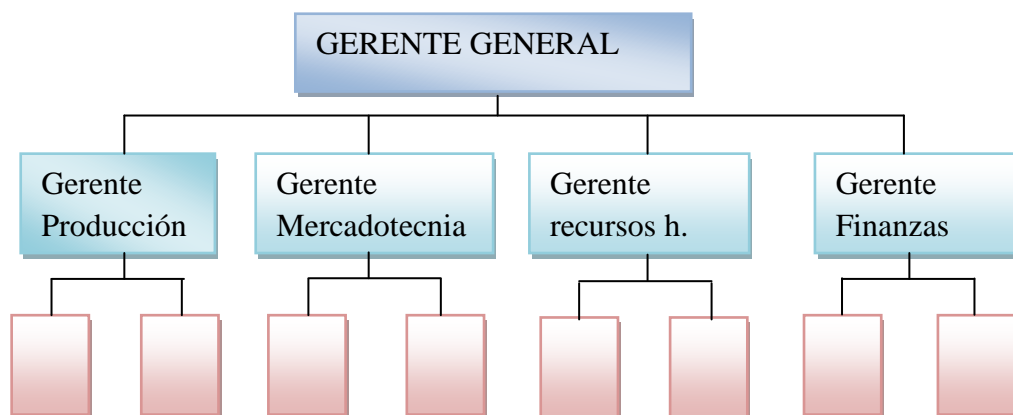 GERENTE GENERAL
Gerente
Producción
Gerente
Mercadotecnia
Gerente
recursos h.
Gerente
Finanzas